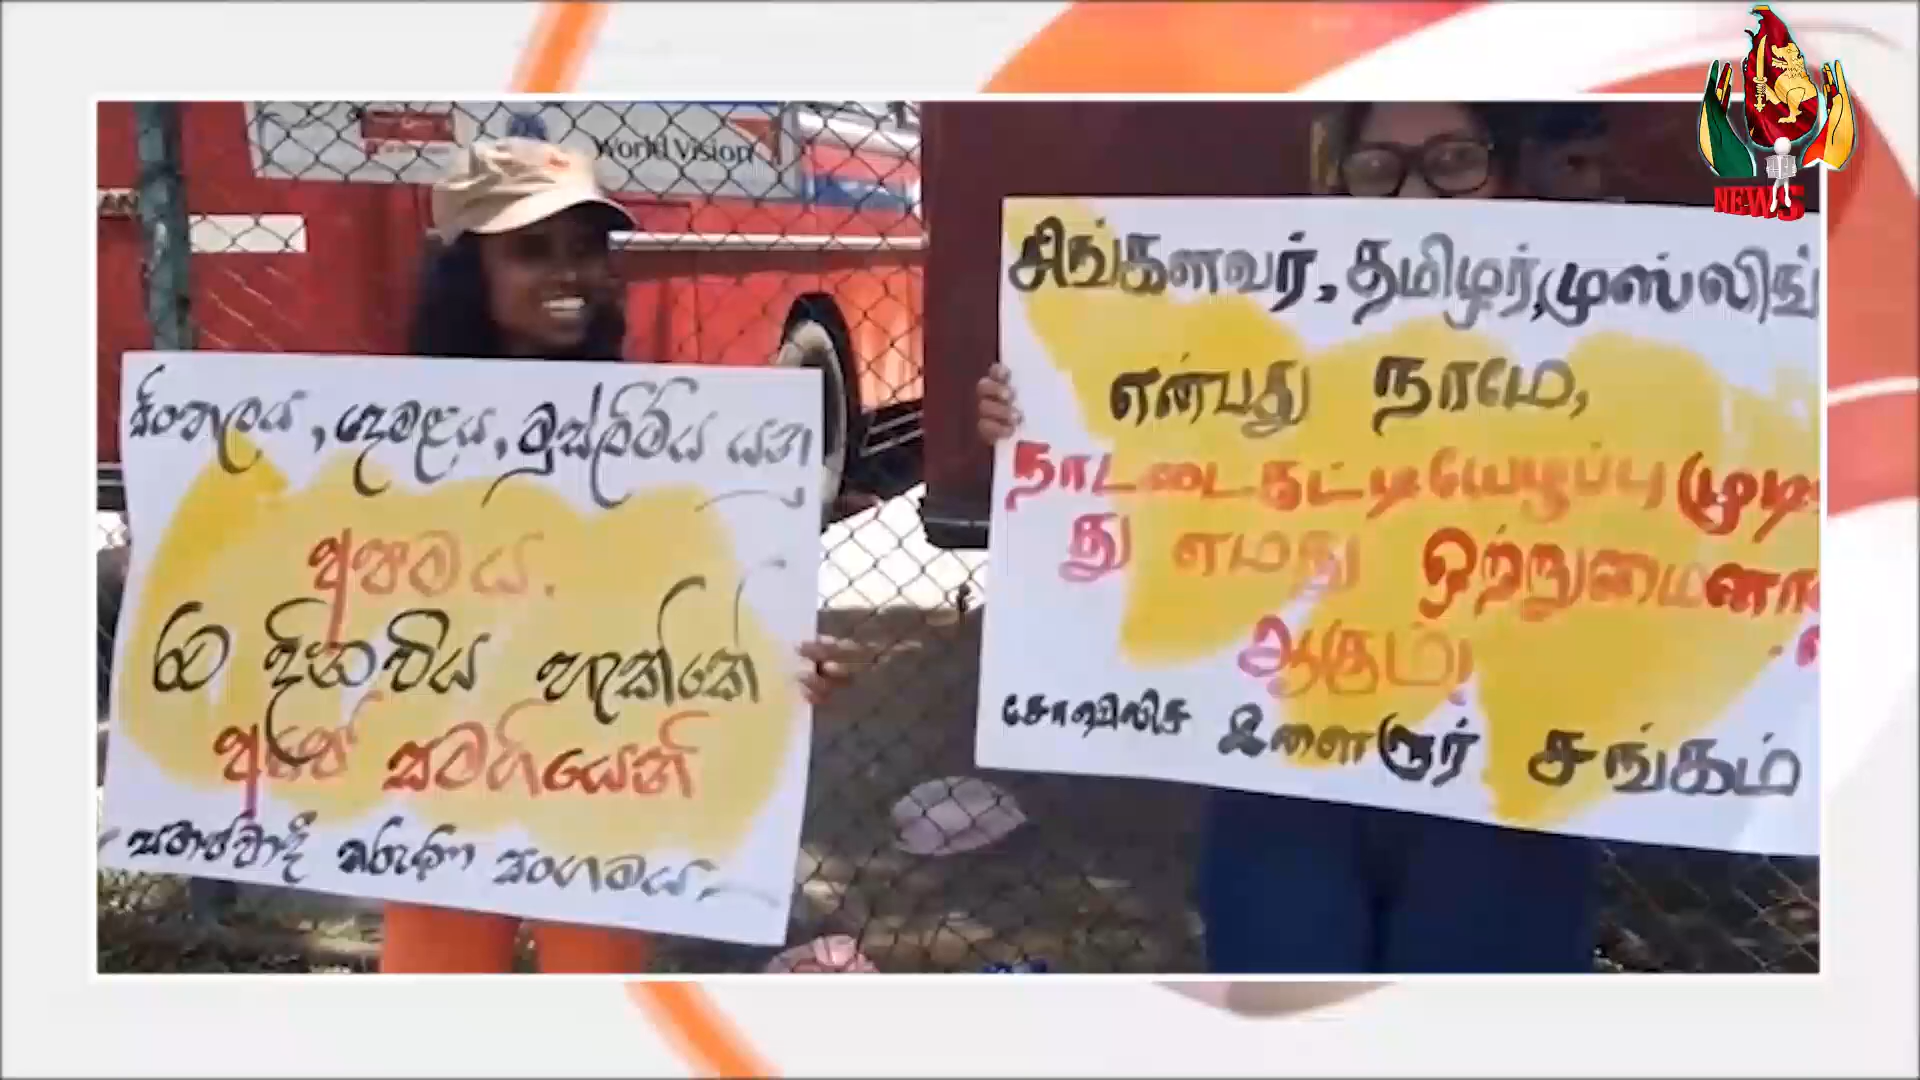 World Vision
NEWS
සිංහලය, දෙමළය, මුස්ලිම්ය යනු
අපමය.
රට දිනවිය හැක්කේ
අපේ සමගියෙනි
සමාජවාදී තරුණ සංගමය
சிங்களவர், தமிழர், முஸ்லிங்
என்பது நாமே,
நாட்டை கட்டியேழுப்பு முடி
து எமது ஒற்றுமைனா
ஆகும்.
சோஷலிச இளைஞர் சங்கம்